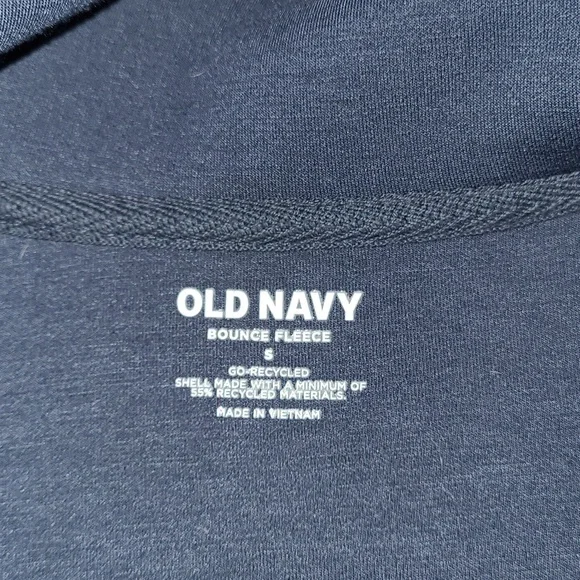 OLD NAVY
BOUNCE FLEECE
S
GO-RECYCLED
SHELL MADE WITH A MINIMUM OF
55% RECYCLED MATERIALS.
MADE IN VIETNAM